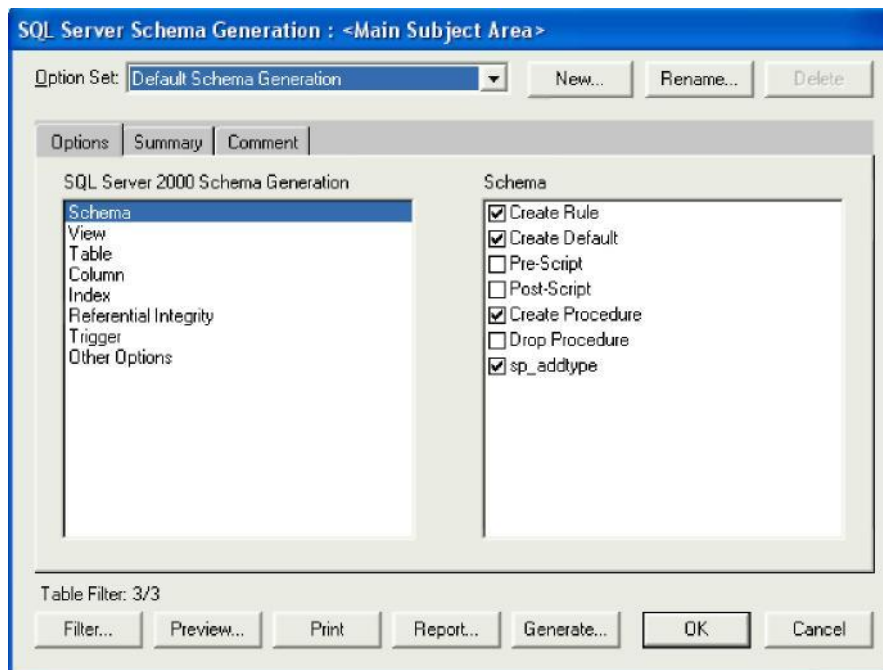 SQL Server Schema Generation : <Main Subject Area>
Option Set: Default Schema Generation New... Rename... Delete
Options Summary Comment
SQL Server 2000 Schema Generation
Schema
View
Table
Column
Index
Referential Integrity
Trigger
Other Options
Schema
Create Rule
Create Default
Pre-Script
Post-Script
Create Procedure
Drop Procedure
sp_addtype
Table Filter: 3/3
Filter... Preview... Print Report... Generate... OK Cancel